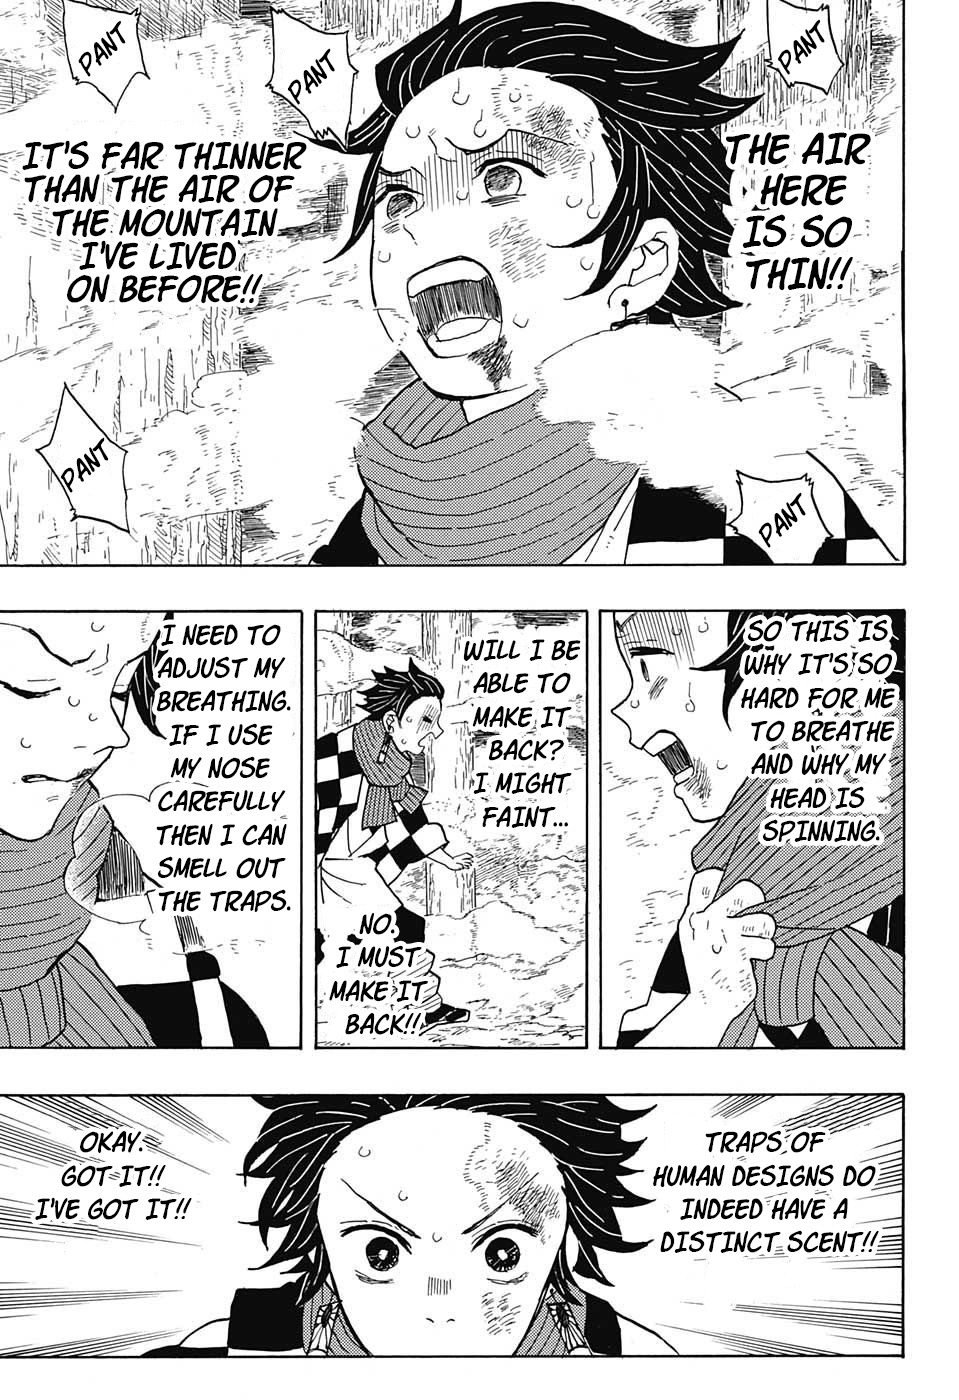 PANT
PANT
PANT
THE AIR
HERE
IS SO
THIN!!
IT'S FAR THINNER
THAN THE AIR OF
THE MOUNTAIN
I'VE LIVED
ON BEFORE!!
PANT
PANT
SO THIS IS
WHY IT'S SO
HARD FOR ME
TO BREATHE
AND WHY MY
HEAD IS
SPINNING.
WILL I BE
ABLE TO
MAKE IT
BACK?
I MIGHT
FAINT...
NO.
I MUST
MAKE IT
BACK!!
I NEED TO
ADJUST MY
BREATHING.
IF I USE
MY NOSE
CAREFULLY
THEN I CAN
SMELL OUT
THE TRAPS.
TRAPS OF
HUMAN DESIGNS DO
INDEED HAVE A
DISTINCT SCENT!!
OKAY.
GOT IT!!
I'VE GOT IT!!